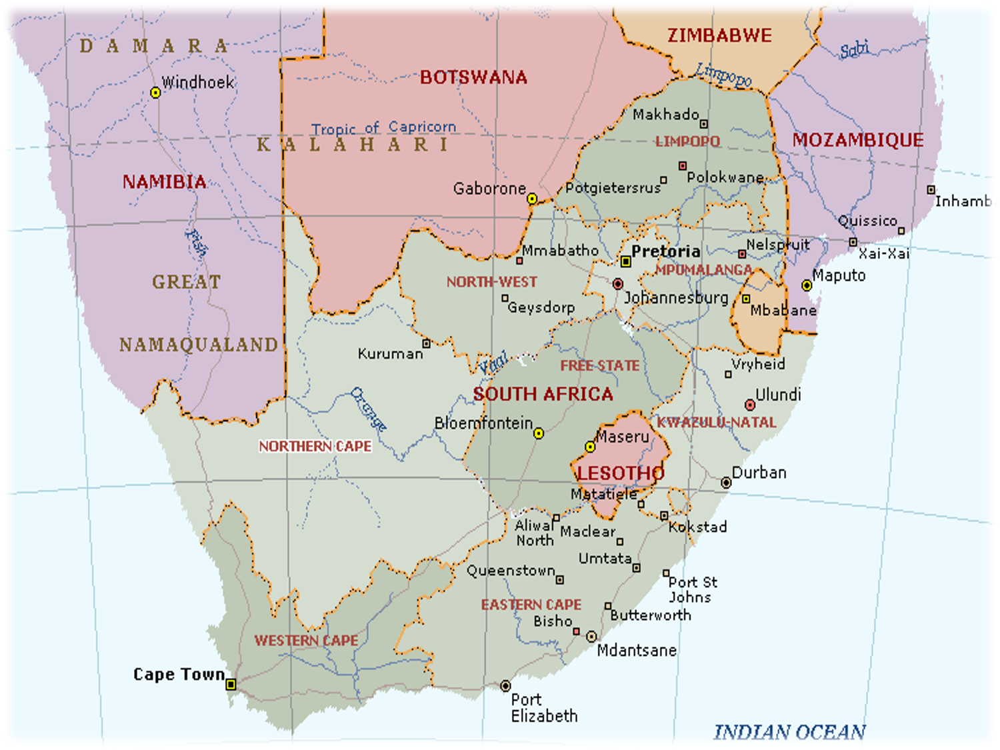 ZIMBABWE
DAMARA
Sabi
Limpopo
BOTSWANA
Windhoek
Makhado
Tropic of Capricorn
KALAHARI
LIMPOPO
MOZAMBIQUE
NAMIBIA
Polokwane
Gaborone
Potgietersrus
Inhamb
Quissico
Fish
Mmabatho
Pretoria
Nelspruit
Xai-Xai
MPUMALANGA
Maputo
GREAT
NORTH-WEST
Johannesburg
Geysdorp
Mbabane
NAMAQUALAND
Kuruman
Vaal
FREE STATE
Vryheid
SOUTH AFRICA
Ulundi
Orange
Bloemfontein
KWAZULU-NATAL
Maseru
NORTHERN CAPE
LESOTHO
Durban
Matatiele
Aliwal
North
Maclear
Kokstad
Umtata
Queenstown
Port St
Johns
EASTERN CAPE
Butterworth
Bisho
WESTERN CAPE
Mdantsane
Cape Town
Port
Elizabeth
INDIAN OCEAN